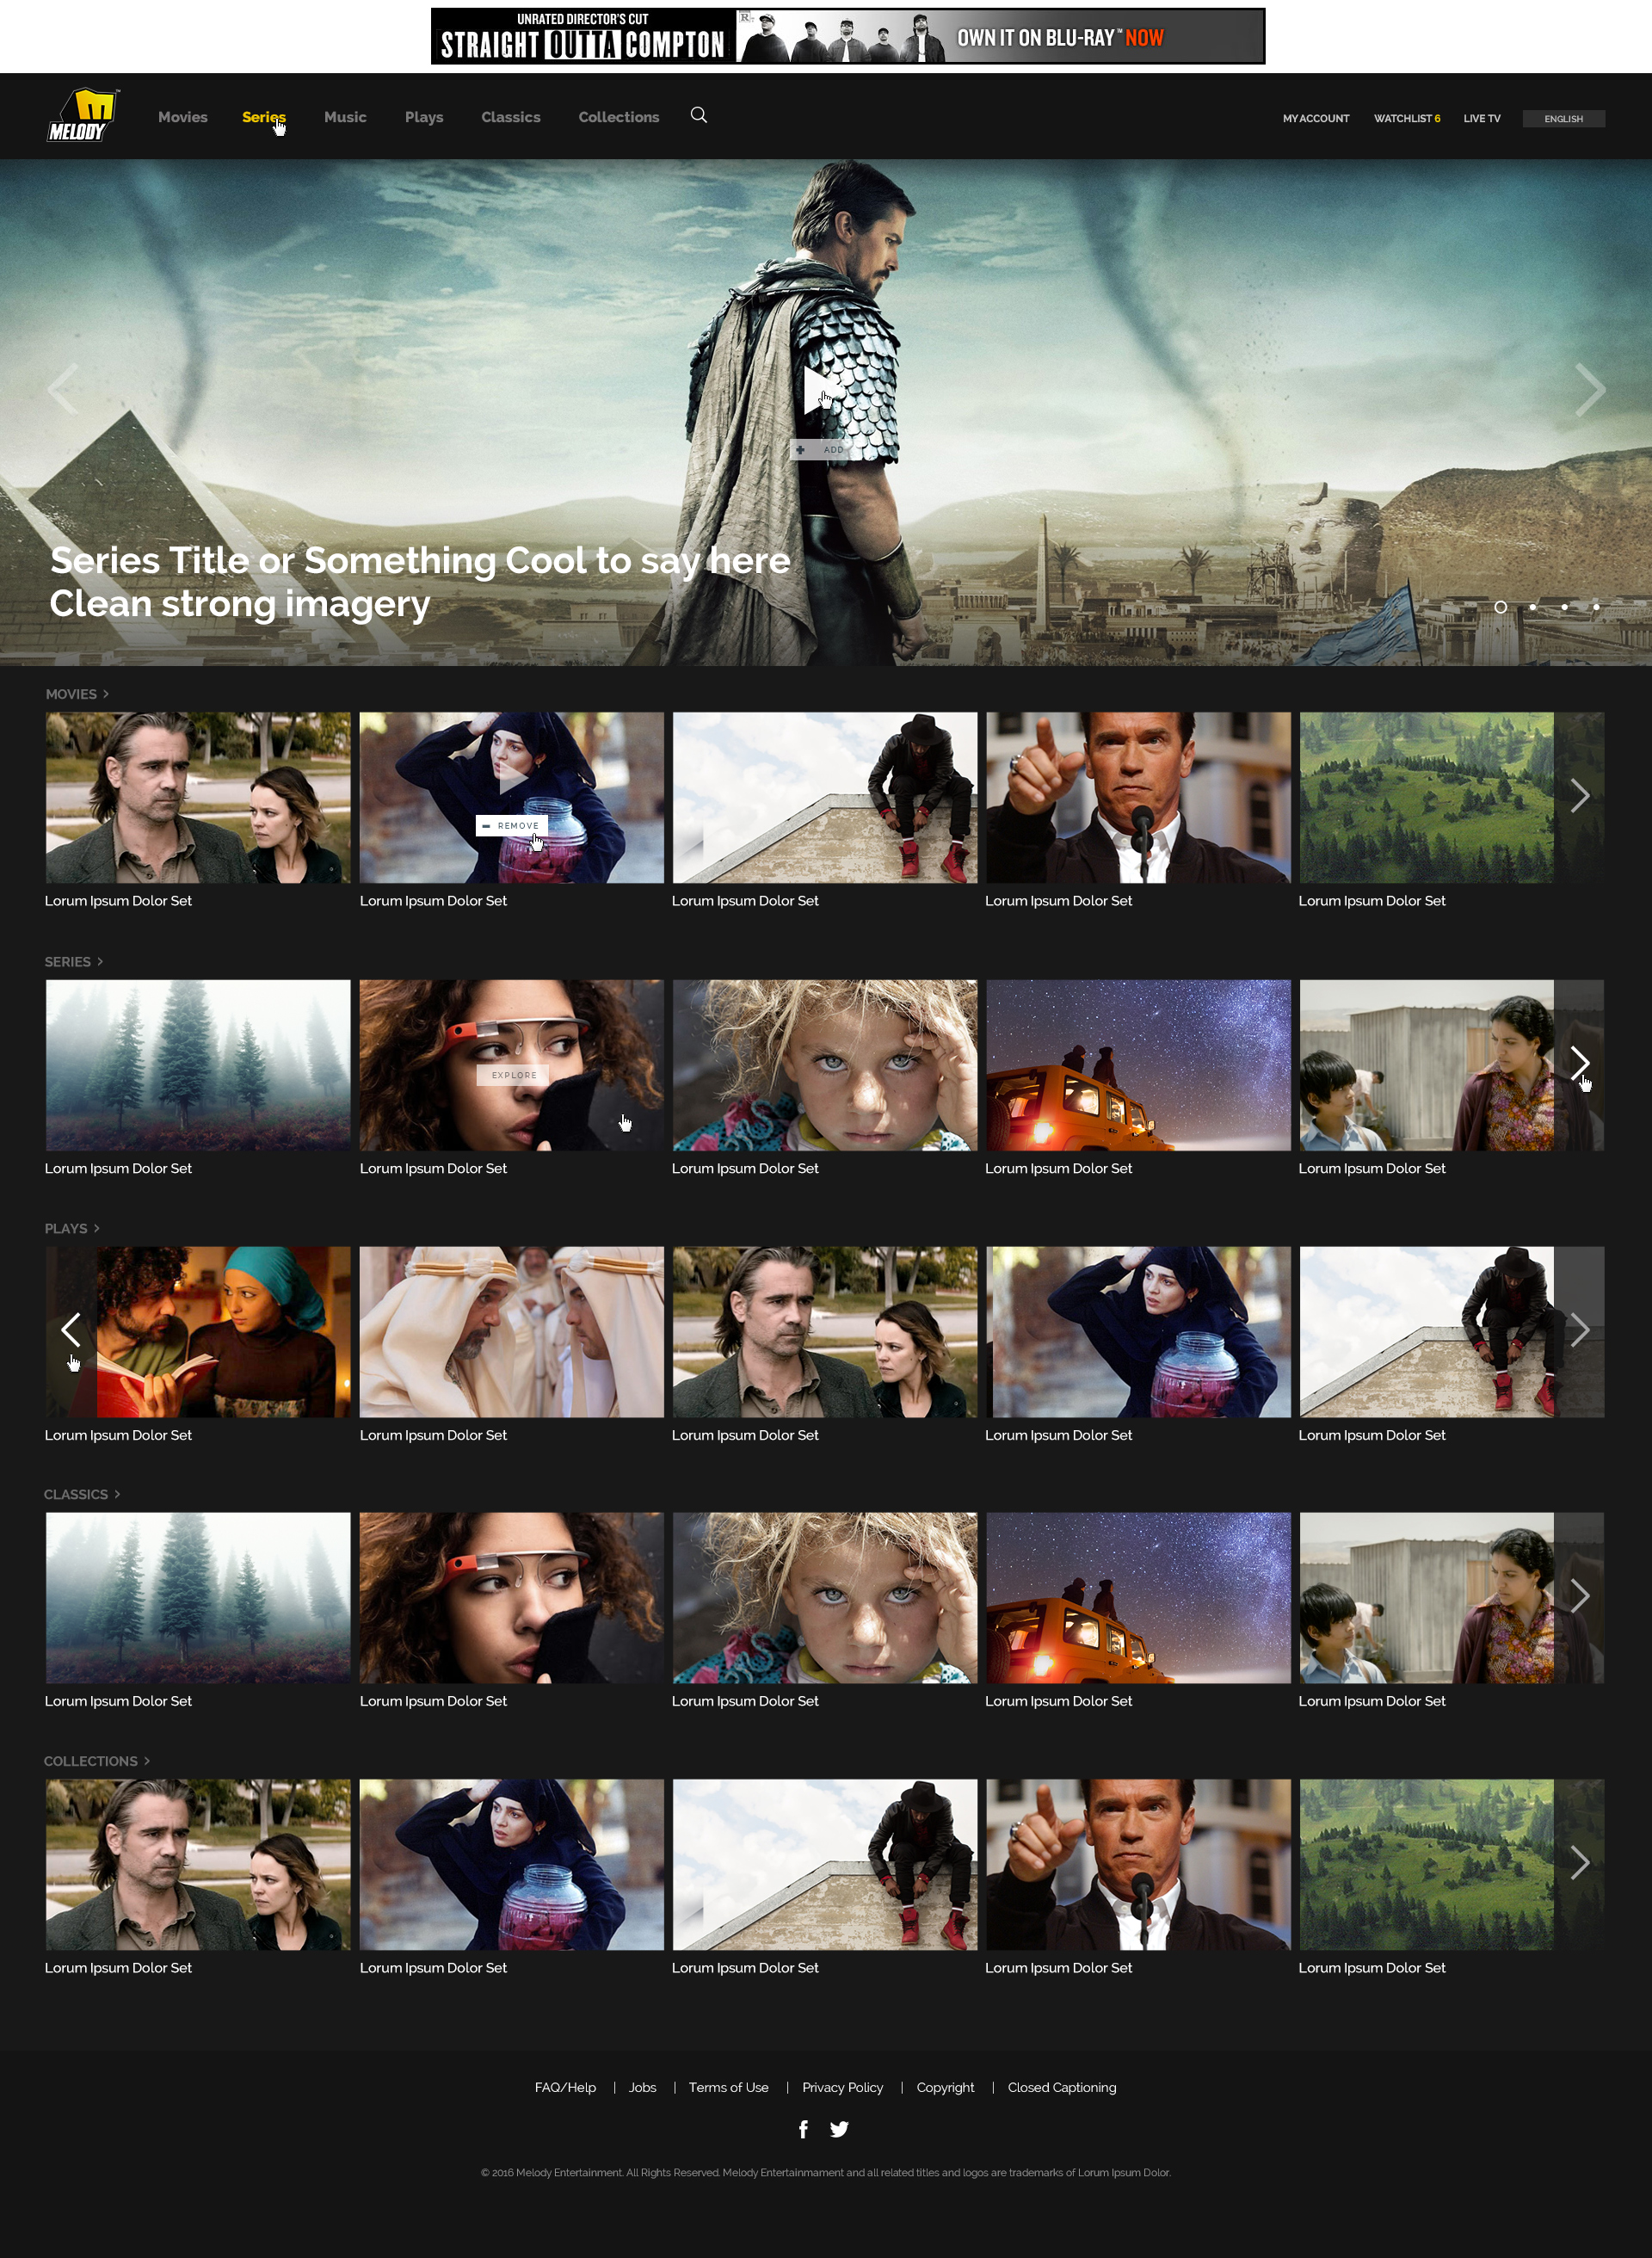 UNRATED DIRECTOR'S CUT
STRAIGHT OUTTA COMPTON
R
OWN IT ON BLU-RAY™ NOW
MELODY™
Movies Series Music Plays Classics Collections
MY ACCOUNT WATCHLIST 6 LIVE TV ENGLISH
ADD
Series Title or Something Cool to say here
Clean strong imagery
MOVIES >
REMOVE
Lorum Ipsum Dolor Set Lorum Ipsum Dolor Set Lorum Ipsum Dolor Set Lorum Ipsum Dolor Set Lorum Ipsum Dolor Set
SERIES >
EXPLORE
Lorum Ipsum Dolor Set Lorum Ipsum Dolor Set Lorum Ipsum Dolor Set Lorum Ipsum Dolor Set Lorum Ipsum Dolor Set
PLAYS >
Lorum Ipsum Dolor Set Lorum Ipsum Dolor Set Lorum Ipsum Dolor Set Lorum Ipsum Dolor Set Lorum Ipsum Dolor Set
CLASSICS >
Lorum Ipsum Dolor Set Lorum Ipsum Dolor Set Lorum Ipsum Dolor Set Lorum Ipsum Dolor Set Lorum Ipsum Dolor Set
COLLECTIONS >
Lorum Ipsum Dolor Set Lorum Ipsum Dolor Set Lorum Ipsum Dolor Set Lorum Ipsum Dolor Set Lorum Ipsum Dolor Set
FAQ/Help | Jobs | Terms of Use | Privacy Policy | Copyright | Closed Captioning
© 2016 Melody Entertainment. All Rights Reserved. Melody Entertainmament and all related titles and logos are trademarks of Lorum Ipsum Dolor.